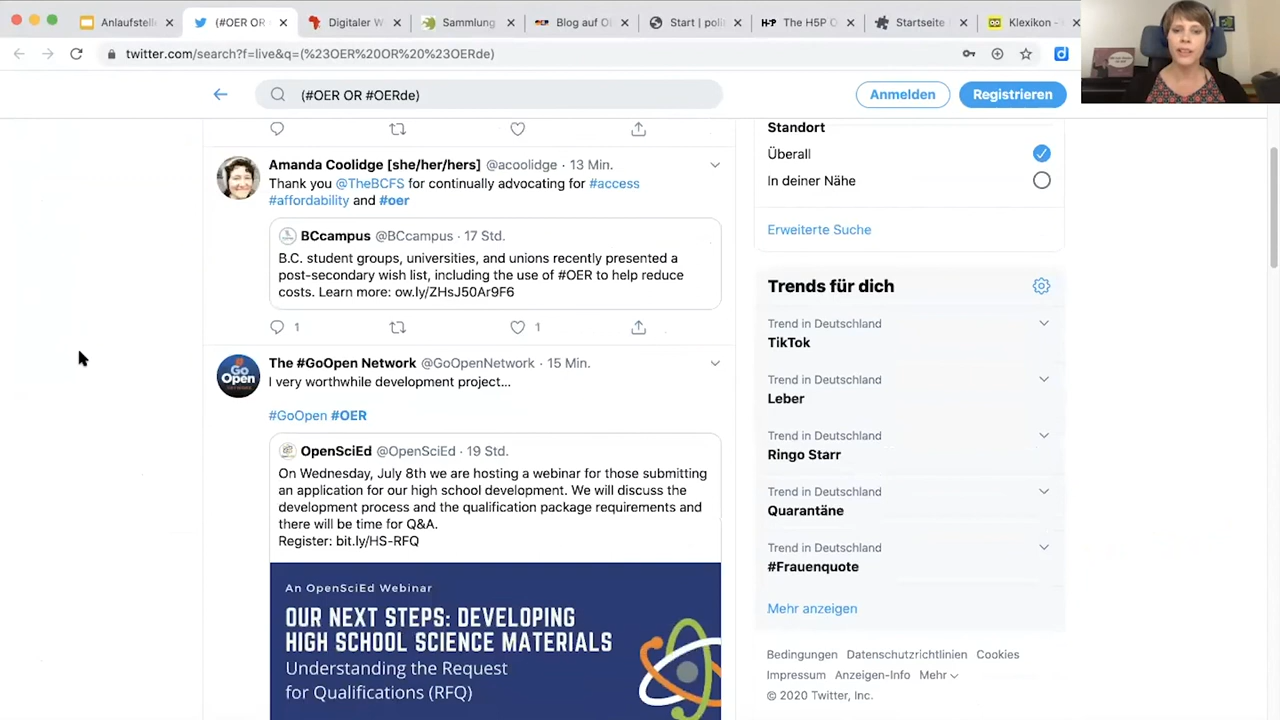 Anlaufstelle
(#OER OR
Digitaler W
Sammlung
Blog auf O
Start | poli
H-P The H5P O
Startseite
Klexikon -
twitter.com/search?f=live&q=(%23OER%20OR%20%23OERde)
(#OER OR #OERde)
Anmelden
Registrieren
Amanda Coolidge [she/her/hers] @acoolidge · 13 Min.
Thank you @TheBCFS for continually advocating for #access
#affordability and #oer
BCcampus @BCcampus · 17 Std.
B.C. student groups, universities, and unions recently presented a
post-secondary wish list, including the use of #OER to help reduce
costs. Learn more: ow.ly/ZHsJ50Ar9F6
1
1
Go
Open
The #GoOpen Network @GoOpenNetwork · 15 Min.
I very worthwhile development project...
#GoOpen #OER
OpenSciEd @OpenSciEd · 19 Std.
On Wednesday, July 8th we are hosting a webinar for those submitting
an application for our high school development. We will discuss the
development process and the qualification package requirements and
there will be time for Q&A.
Register: bit.ly/HS-RFQ
An OpenSciEd Webinar
OUR NEXT STEPS: DEVELOPING
HIGH SCHOOL SCIENCE MATERIALS
Understanding the Request
for Qualifications (RFQ)
Standort
Überall
In deiner Nähe
Erweiterte Suche
Trends für dich
Trend in Deutschland
TikTok
Trend in Deutschland
Leber
Trend in Deutschland
Ringo Starr
Trend in Deutschland
Quarantäne
Trend in Deutschland
#Frauenquote
Mehr anzeigen
Bedingungen Datenschutzrichtlinien Cookies
Impressum Anzeigen-Info Mehr
© 2020 Twitter, Inc.